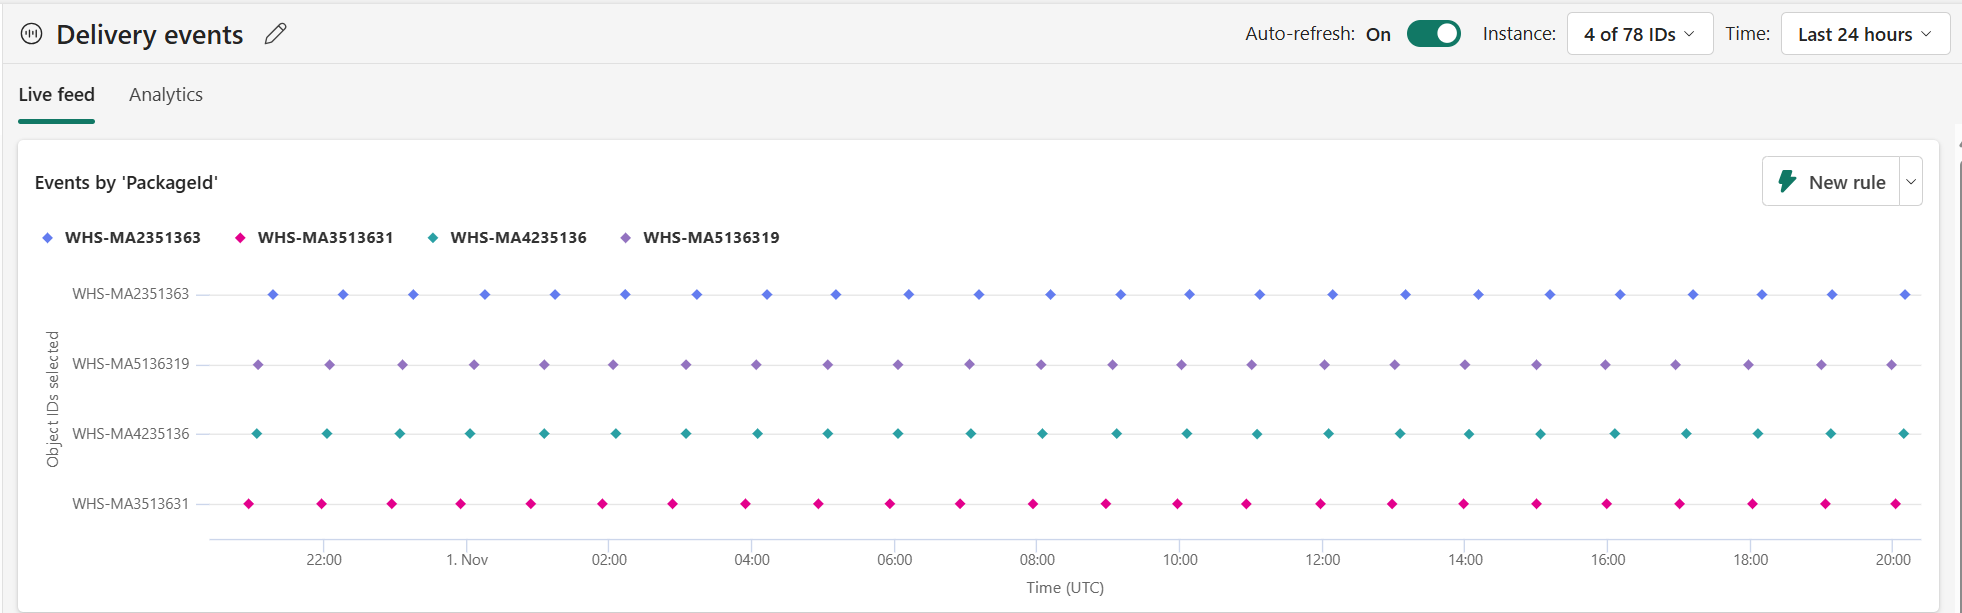 Delivery events
Auto-refresh: On Instance: 4 of 78 IDs Time: Last 24 hours
Live feed Analytics
Events by 'PackageId'
New rule
WHS-MA2351363 WHS-MA3513631 WHS-MA4235136 WHS-MA5136319
Object IDs selected
WHS-MA2351363
WHS-MA5136319
WHS-MA4235136
WHS-MA3513631
22:00 1. Nov 02:00 04:00 06:00 08:00 10:00 12:00 14:00 16:00 18:00 20:00
Time (UTC)